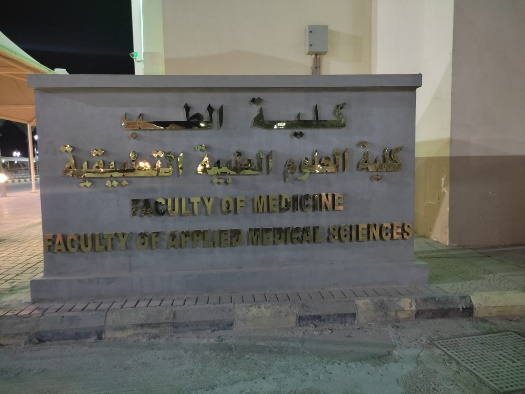 كلية الطب
كلية العلوم الطبية التطبيقية
FACULTY OF MEDICINE
FACULTY OF APPLIED MEDICAL SCIENCES